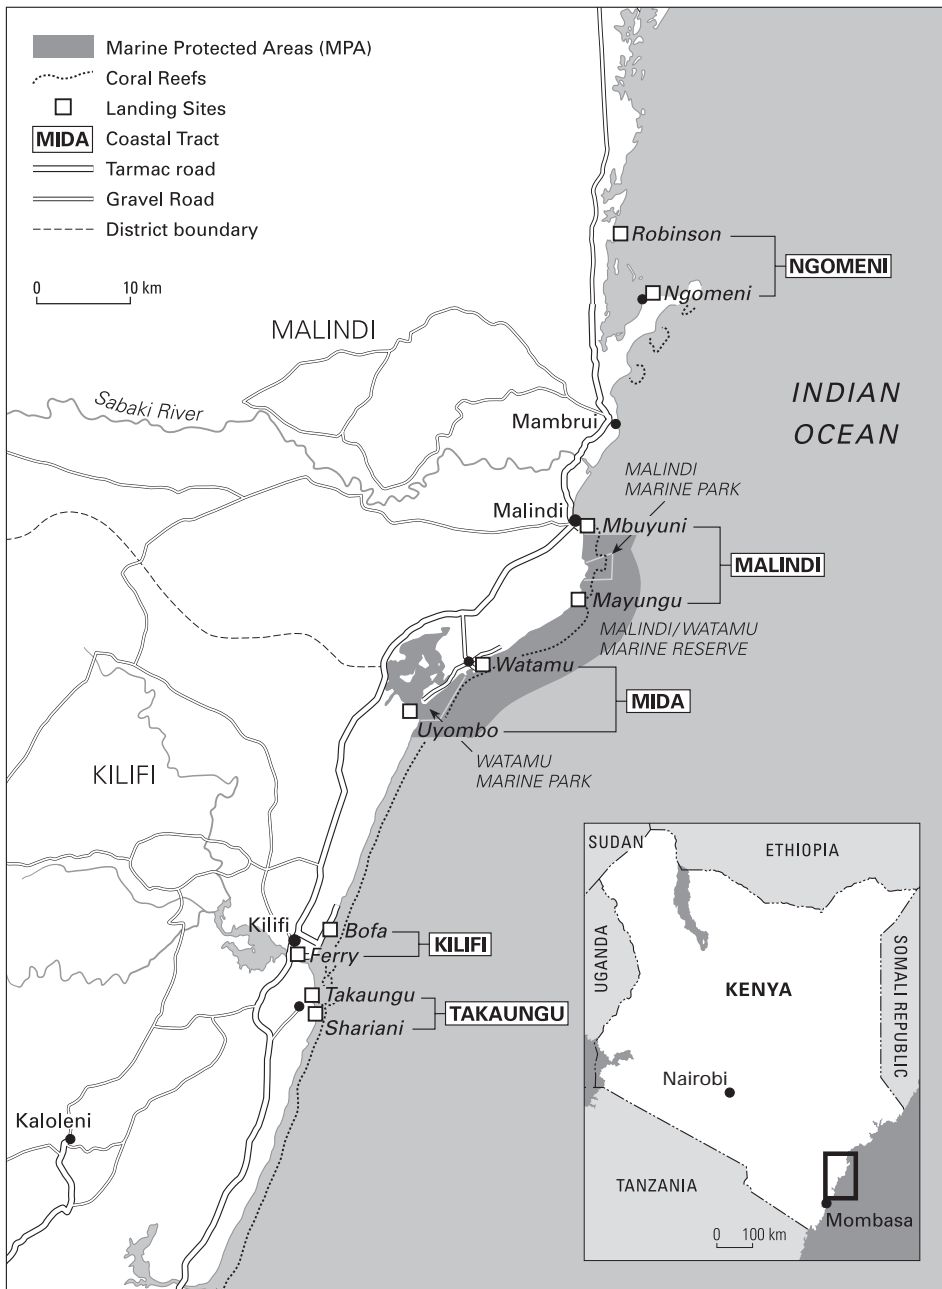 Marine Protected Areas (MPA)
Coral Reefs
Landing Sites
MIDA Coastal Tract
Tarmac road
Gravel Road
District boundary
0 10 km
Robinson
NGOMENI
Ngomeni
MALINDI
Sabaki River
INDIAN
OCEAN
Mambrui
MALINDI
MARINE PARK
Malindi
Mbuyuni
MALINDI
Mayungu
MALINDI/WATAMU
MARINE RESERVE
Watamu
MIDA
Uyombo
WATAMU
MARINE PARK
KILIFI
Kilifi
Bofa
KILIFI
Ferry
Takaungu
TAKAUNGU
Shariani
Kaloleni
SUDAN
ETHIOPIA
UGANDA
SOMALI REPUBLIC
KENYA
Nairobi
TANZANIA
Mombasa
0 100 km